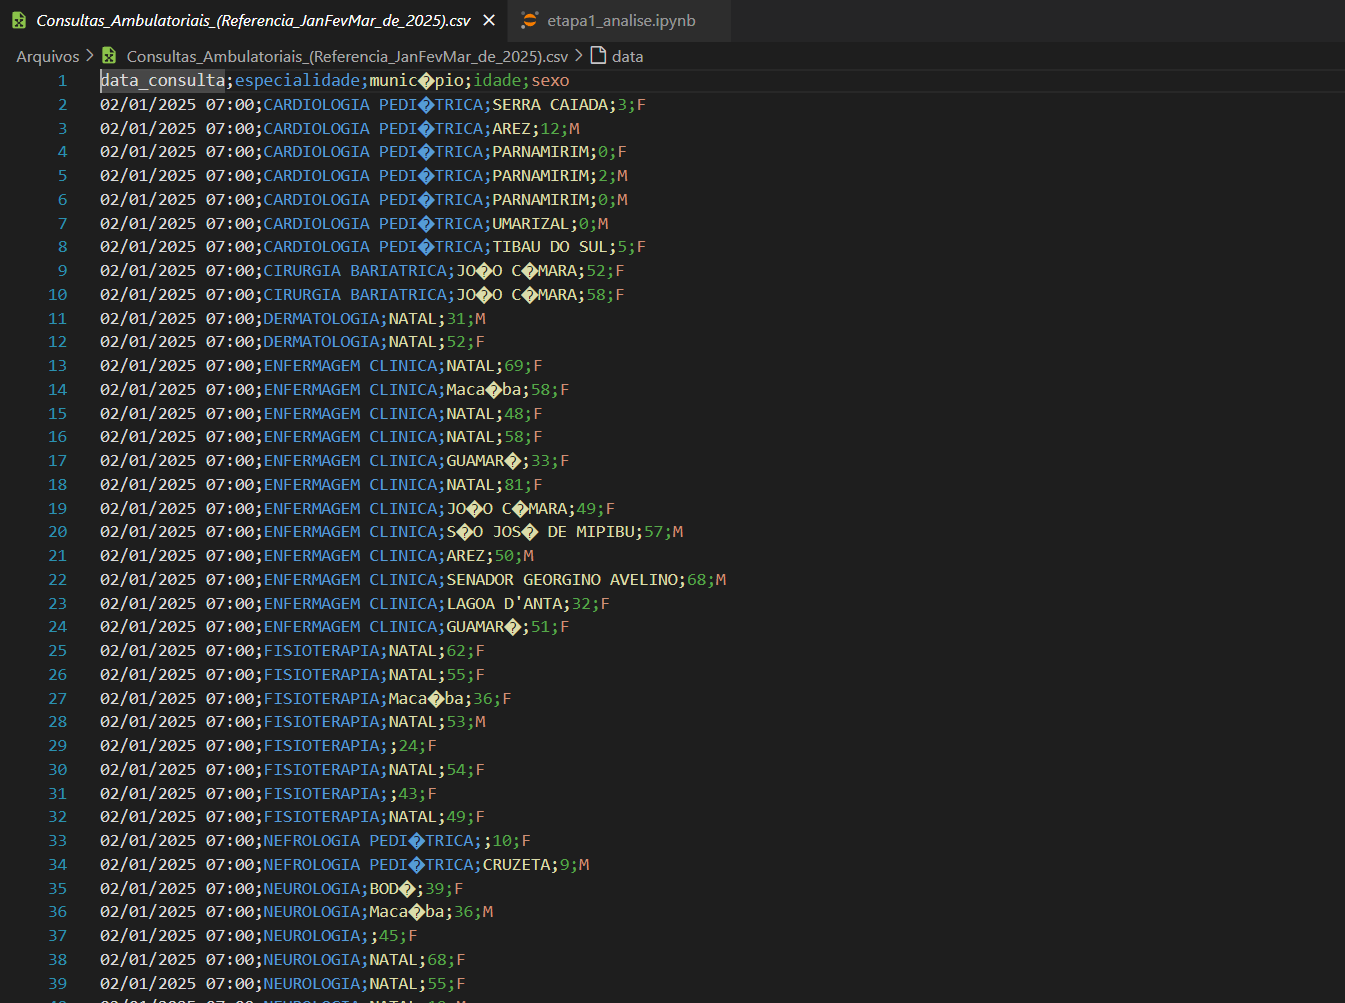 Consultas_Ambulatoriais_(Referencia_JanFevMar_de_2025).csv × etapa1_analise.ipynb
Arquivos > Consultas_Ambulatoriais_(Referencia_JanFevMar_de_2025).csv > data
1 data_consulta;especialidade;munic�pio;idade;sexo
2 02/01/2025 07:00;CARDIOLOGIA PEDI�TRICA;SERRA CAIADA;3;F
3 02/01/2025 07:00;CARDIOLOGIA PEDI�TRICA;AREZ;12;M
4 02/01/2025 07:00;CARDIOLOGIA PEDI�TRICA;PARNAMIRIM;0;F
5 02/01/2025 07:00;CARDIOLOGIA PEDI�TRICA;PARNAMIRIM;2;M
6 02/01/2025 07:00;CARDIOLOGIA PEDI�TRICA;PARNAMIRIM;0;M
7 02/01/2025 07:00;CARDIOLOGIA PEDI�TRICA;UMARIZAL;0;M
8 02/01/2025 07:00;CARDIOLOGIA PEDI�TRICA;TIBAU DO SUL;5;F
9 02/01/2025 07:00;CIRURGIA BARIATRICA;JO�O C�MARA;52;F
10 02/01/2025 07:00;CIRURGIA BARIATRICA;JO�O C�MARA;58;F
11 02/01/2025 07:00;DERMATOLOGIA;NATAL;31;M
12 02/01/2025 07:00;DERMATOLOGIA;NATAL;52;F
13 02/01/2025 07:00;ENFERMAGEM CLINICA;NATAL;69;F
14 02/01/2025 07:00;ENFERMAGEM CLINICA;Maca�ba;58;F
15 02/01/2025 07:00;ENFERMAGEM CLINICA;NATAL;48;F
16 02/01/2025 07:00;ENFERMAGEM CLINICA;NATAL;58;F
17 02/01/2025 07:00;ENFERMAGEM CLINICA;GUAMAR�;33;F
18 02/01/2025 07:00;ENFERMAGEM CLINICA;NATAL;81;F
19 02/01/2025 07:00;ENFERMAGEM CLINICA;JO�O C�MARA;49;F
20 02/01/2025 07:00;ENFERMAGEM CLINICA;S�O JOS� DE MIPIBU;57;M
21 02/01/2025 07:00;ENFERMAGEM CLINICA;AREZ;50;M
22 02/01/2025 07:00;ENFERMAGEM CLINICA;SENADOR GEORGINO AVELINO;68;M
23 02/01/2025 07:00;ENFERMAGEM CLINICA;LAGOA D'ANTA;32;F
24 02/01/2025 07:00;ENFERMAGEM CLINICA;GUAMAR�;51;F
25 02/01/2025 07:00;FISIOTERAPIA;NATAL;62;F
26 02/01/2025 07:00;FISIOTERAPIA;NATAL;55;F
27 02/01/2025 07:00;FISIOTERAPIA;Maca�ba;36;F
28 02/01/2025 07:00;FISIOTERAPIA;NATAL;53;M
29 02/01/2025 07:00;FISIOTERAPIA;;24;F
30 02/01/2025 07:00;FISIOTERAPIA;NATAL;54;F
31 02/01/2025 07:00;FISIOTERAPIA;;43;F
32 02/01/2025 07:00;FISIOTERAPIA;NATAL;49;F
33 02/01/2025 07:00;NEFROLOGIA PEDI�TRICA;;10;F
34 02/01/2025 07:00;NEFROLOGIA PEDI�TRICA;CRUZETA;9;M
35 02/01/2025 07:00;NEUROLOGIA;BOD�;39;F
36 02/01/2025 07:00;NEUROLOGIA;Maca�ba;36;M
37 02/01/2025 07:00;NEUROLOGIA;;45;F
38 02/01/2025 07:00;NEUROLOGIA;NATAL;68;F
39 02/01/2025 07:00;NEUROLOGIA;NATAL;55;F